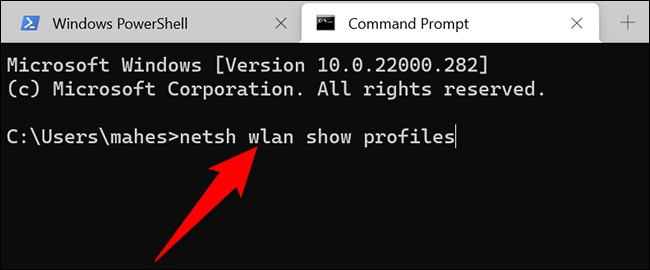 Windows PowerShell
Command Prompt
Microsoft Windows [Version 10.0.22000.282]
(c) Microsoft Corporation. All rights reserved.
C:\Users\mahes>netsh wlan show profiles